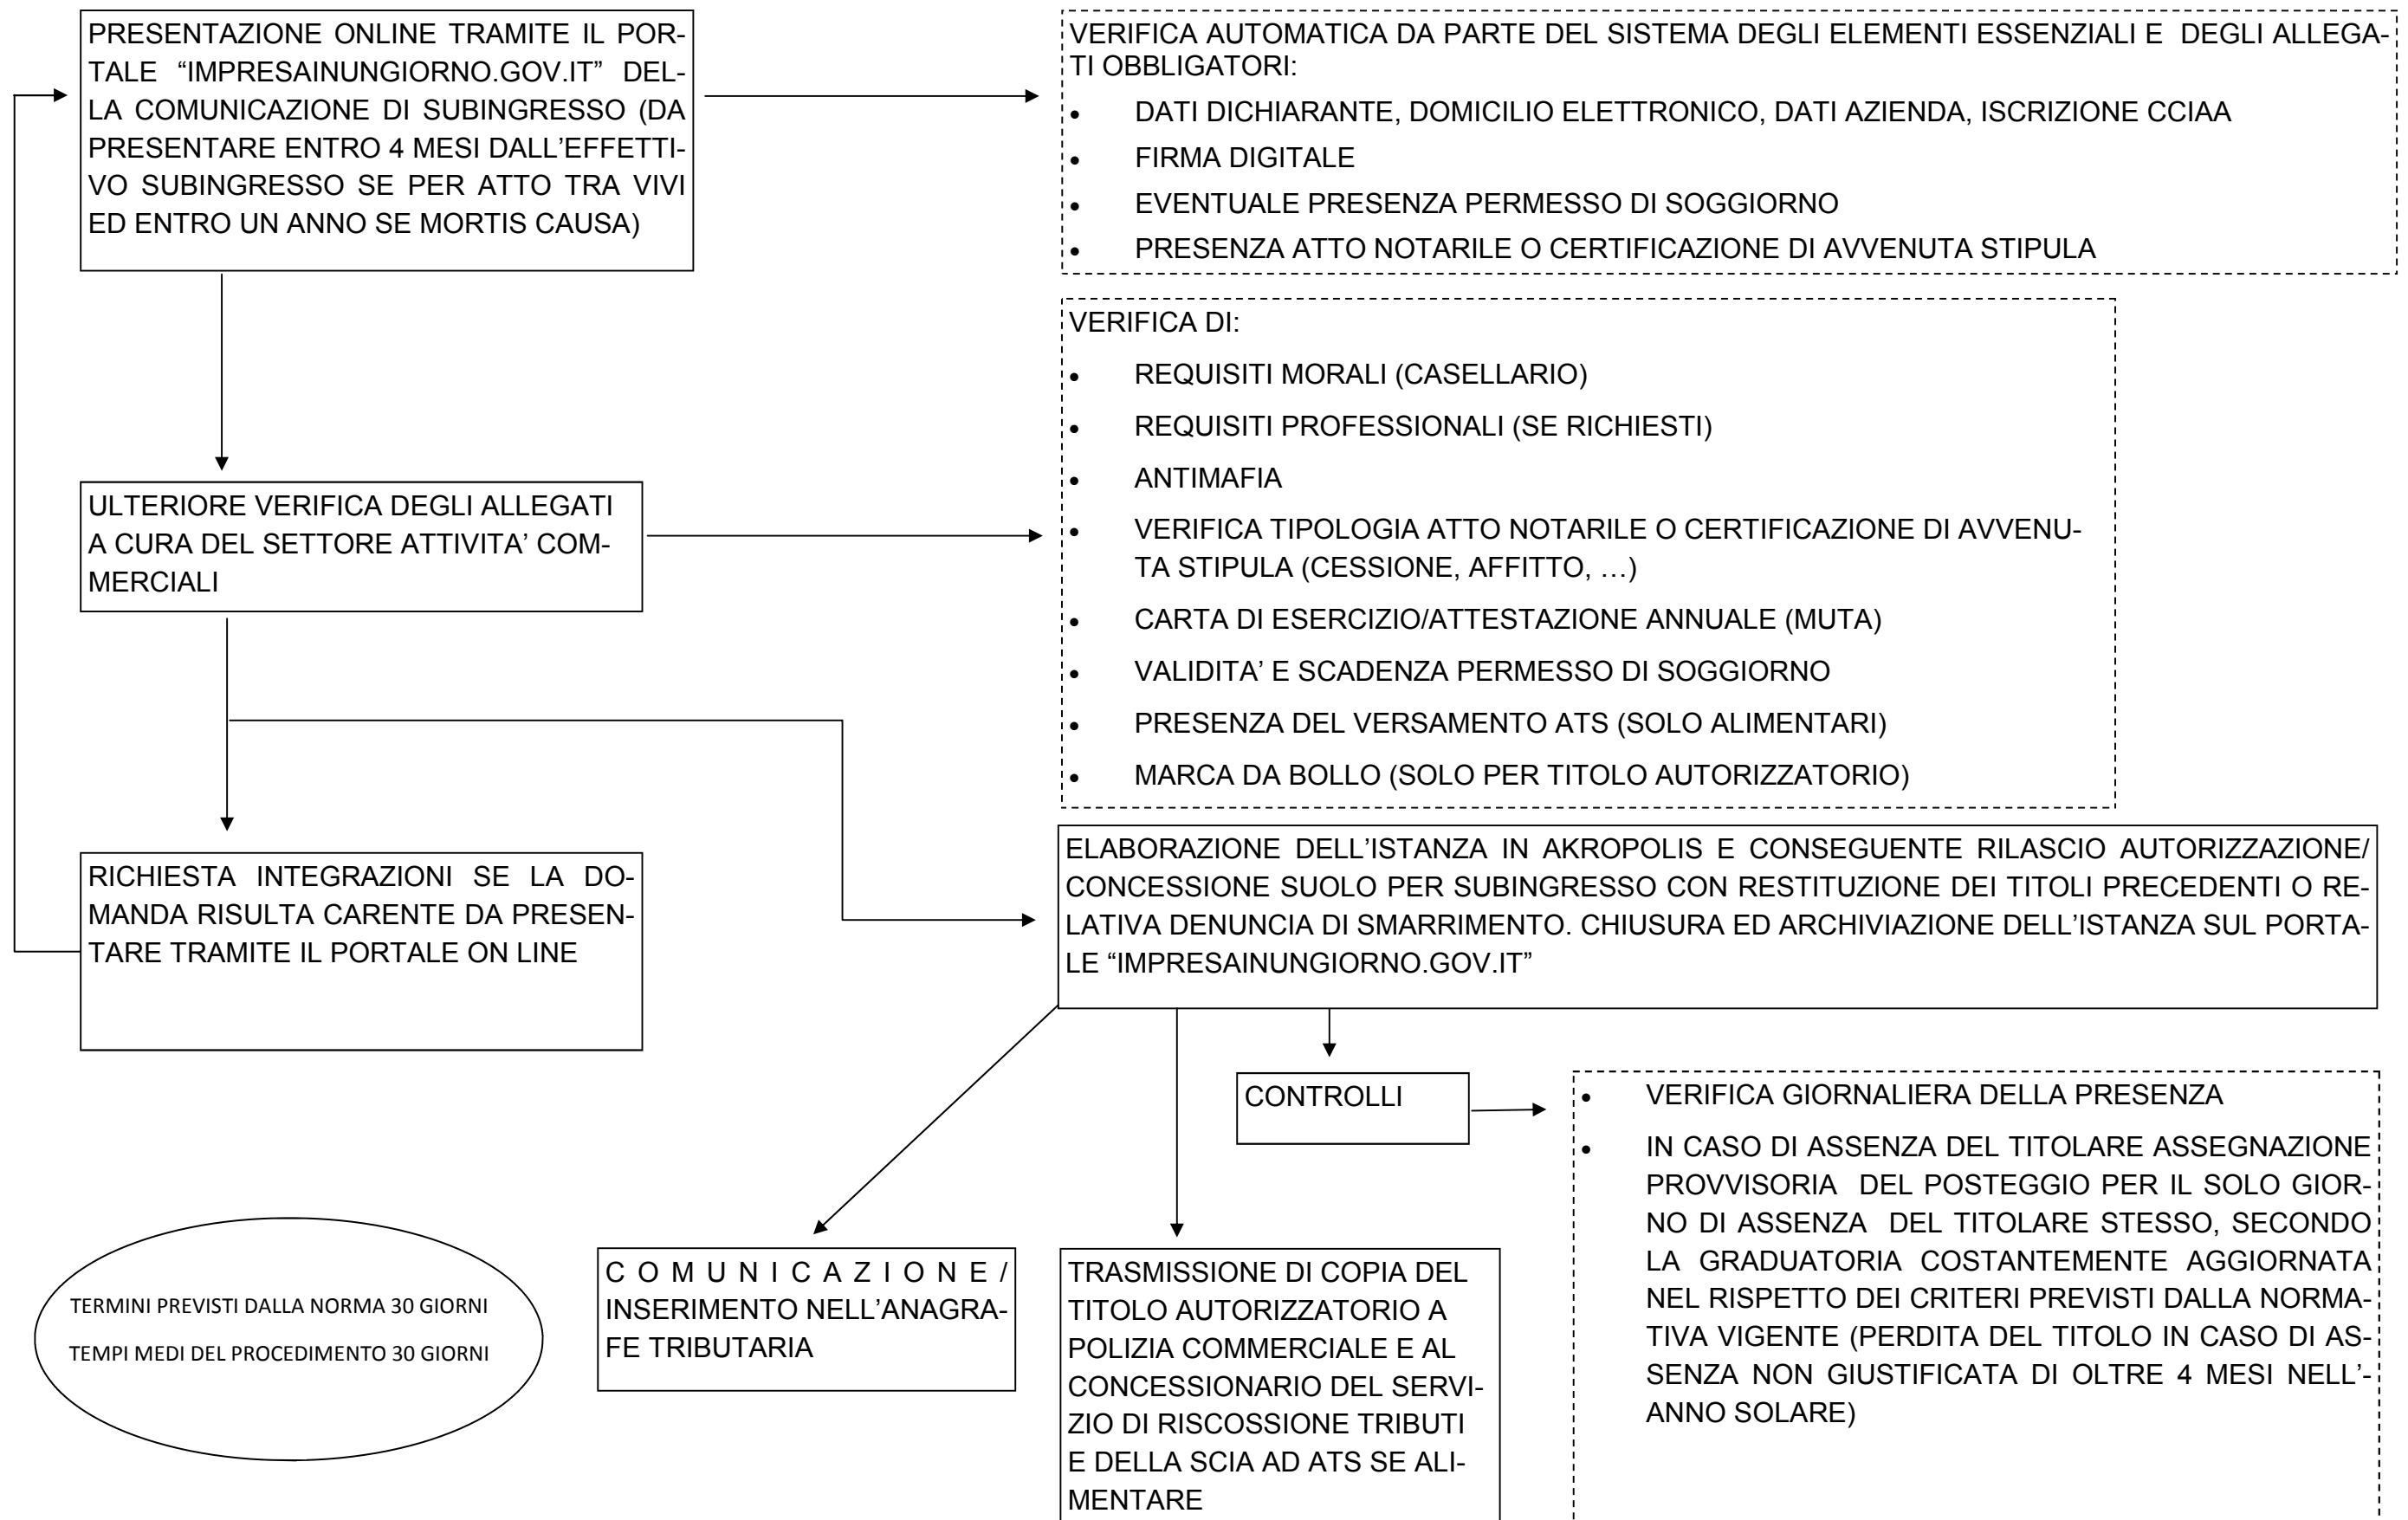 PRESENTAZIONE ONLINE TRAMITE IL POR-
TALE “IMPRESAINUNGIORNO.GOV.IT” DEL-
LA COMUNICAZIONE DI SUBINGRESSO (DA
PRESENTARE ENTRO 4 MESI DALL’EFFETTI-
VO SUBINGRESSO SE PER ATTO TRA VIVI
ED ENTRO UN ANNO SE MORTIS CAUSA)
VERIFICA AUTOMATICA DA PARTE DEL SISTEMA DEGLI ELEMENTI ESSENZIALI E DEGLI ALLEGA-
TI OBBLIGATORI:
• DATI DICHIARANTE, DOMICILIO ELETTRONICO, DATI AZIENDA, ISCRIZIONE CCIAA
• FIRMA DIGITALE
• EVENTUALE PRESENZA PERMESSO DI SOGGIORNO
• PRESENZA ATTO NOTARILE O CERTIFICAZIONE DI AVVENUTA STIPULA
ULTERIORE VERIFICA DEGLI ALLEGATI
A CURA DEL SETTORE ATTIVITA’ COM-
MERCIALI
VERIFICA DI:
• REQUISITI MORALI (CASELLARIO)
• REQUISITI PROFESSIONALI (SE RICHIESTI)
• ANTIMAFIA
• VERIFICA TIPOLOGIA ATTO NOTARILE O CERTIFICAZIONE DI AVVENU-
TA STIPULA (CESSIONE, AFFITTO, …)
• CARTA DI ESERCIZIO/ATTESTAZIONE ANNUALE (MUTA)
• VALIDITA’ E SCADENZA PERMESSO DI SOGGIORNO
• PRESENZA DEL VERSAMENTO ATS (SOLO ALIMENTARI)
• MARCA DA BOLLO (SOLO PER TITOLO AUTORIZZATORIO)
RICHIESTA INTEGRAZIONI SE LA DO-
MANDA RISULTA CARENTE DA PRESEN-
TARE TRAMITE IL PORTALE ON LINE
ELABORAZIONE DELL’ISTANZA IN AKROPOLIS E CONSEGUENTE RILASCIO AUTORIZZAZIONE/
CONCESSIONE SUOLO PER SUBINGRESSO CON RESTITUZIONE DEI TITOLI PRECEDENTI O RE-
LATIVA DENUNCIA DI SMARRIMENTO. CHIUSURA ED ARCHIVIAZIONE DELL’ISTANZA SUL PORTA-
LE “IMPRESAINUNGIORNO.GOV.IT”
CONTROLLI
• VERIFICA GIORNALIERA DELLA PRESENZA
• IN CASO DI ASSENZA DEL TITOLARE ASSEGNAZIONE
PROVVISORIA DEL POSTEGGIO PER IL SOLO GIOR-
NO DI ASSENZA DEL TITOLARE STESSO, SECONDO
LA GRADUATORIA COSTANTEMENTE AGGIORNATA
NEL RISPETTO DEI CRITERI PREVISTI DALLA NORMA-
TIVA VIGENTE (PERDITA DEL TITOLO IN CASO DI AS-
SENZA NON GIUSTIFICATA DI OLTRE 4 MESI NELL’-
ANNO SOLARE)
TERMINI PREVISTI DALLA NORMA 30 GIORNI
TEMPI MEDI DEL PROCEDIMENTO 30 GIORNI
COMUNICAZIONE/
INSERIMENTO NELL’ANAGRA-
FE TRIBUTARIA
TRASMISSIONE DI COPIA DEL
TITOLO AUTORIZZATORIO A
POLIZIA COMMERCIALE E AL
CONCESSIONARIO DEL SERVI-
ZIO DI RISCOSSIONE TRIBUTI
E DELLA SCIA AD ATS SE ALI-
MENTARE